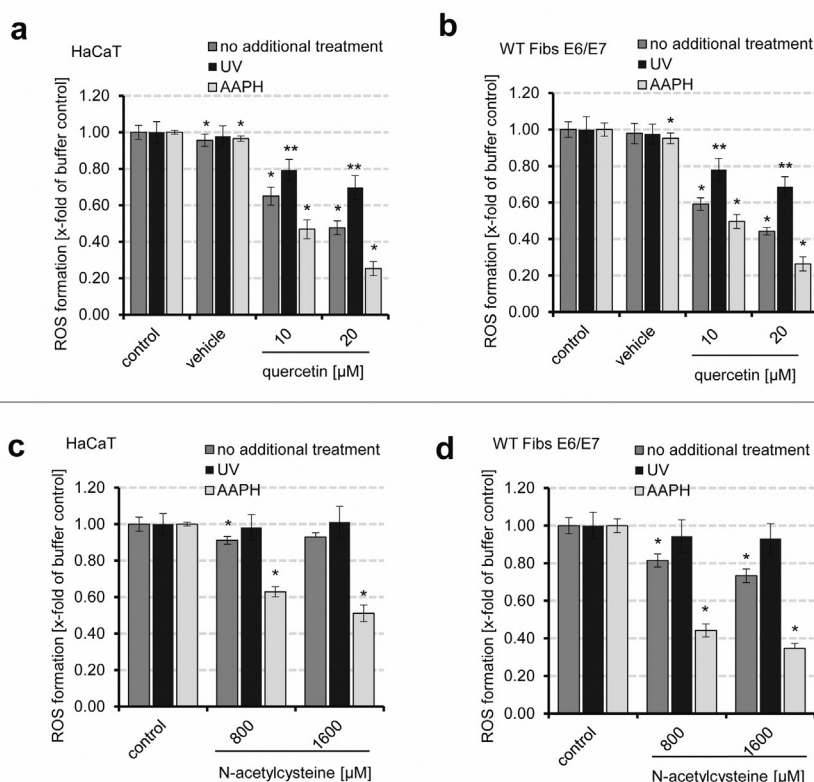 a
HaCaT
no additional treatment
UV
AAPH
ROS formation [x-fold of buffer control]
1.20
1.00
0.80
0.60
0.40
0.20
0.00
* *
* ** *
* ** *
control
vehicle
10
20
quercetin [µM]
b
WT Fibs E6/E7
no additional treatment
UV
AAPH
ROS formation [x-fold of buffer control]
1.20
1.00
0.80
0.60
0.40
0.20
0.00
*
* ** *
* ** *
control
vehicle
10
20
quercetin [µM]
c
HaCaT
no additional treatment
UV
AAPH
ROS formation [x-fold of buffer control]
1.20
1.00
0.80
0.60
0.40
0.20
0.00
* *
*
control
800
1600
N-acetylcysteine [µM]
d
WT Fibs E6/E7
no additional treatment
UV
AAPH
ROS formation [x-fold of buffer control]
1.20
1.00
0.80
0.60
0.40
0.20
0.00
* *
* *
control
800
1600
N-acetylcysteine [µM]